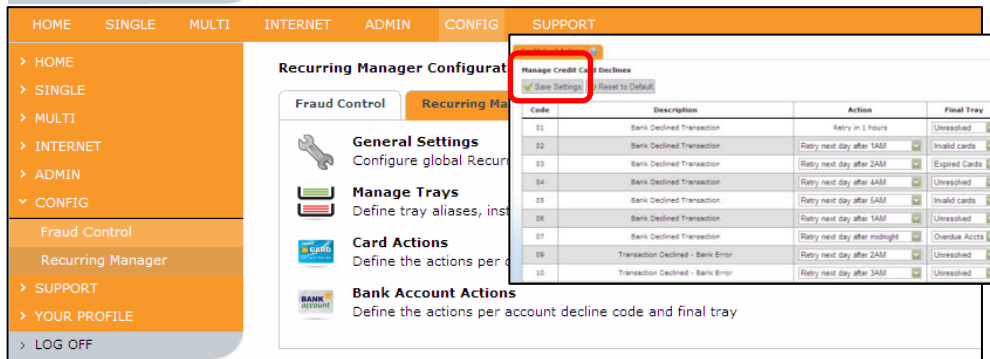 HOME SINGLE MULTI INTERNET ADMIN CONFIG SUPPORT
> HOME
> SINGLE
> MULTI
> INTERNET
> ADMIN
CONFIG
Fraud Control
Recurring Manager
> SUPPORT
> YOUR PROFILE
> LOG OFF
Recurring Manager Configurat
Fraud Control Recurring Ma
General Settings
Configure global Recurr
Manage Trays
Define tray aliases, inst
CARD
Card Actions
Define the actions per c
BANK account
Bank Account Actions
Define the actions per account decline code and final tray
Manage Credit Card Declines
Save Settings Reset to Default
Code Description Action Final Tray
01 Bank Declined Transaction Retry in 1 hours Unresolved
02 Bank Declined Transaction Retry next day after 1AM Invalid cards
03 Bank Declined Transaction Retry next day after 2AM Expired Cards
04 Bank Declined Transaction Retry next day after 4AM Unresolved
05 Bank Declined Transaction Retry next day after 5AM Invalid cards
06 Bank Declined Transaction Retry next day after 1AM Unresolved
07 Bank Declined Transaction Retry next day after midnight Overdue Accts
09 Transaction Declined - Bank Error Retry next day after 2AM Unresolved
10 Transaction Declined - Bank Error Retry next day after 3AM Unresolved